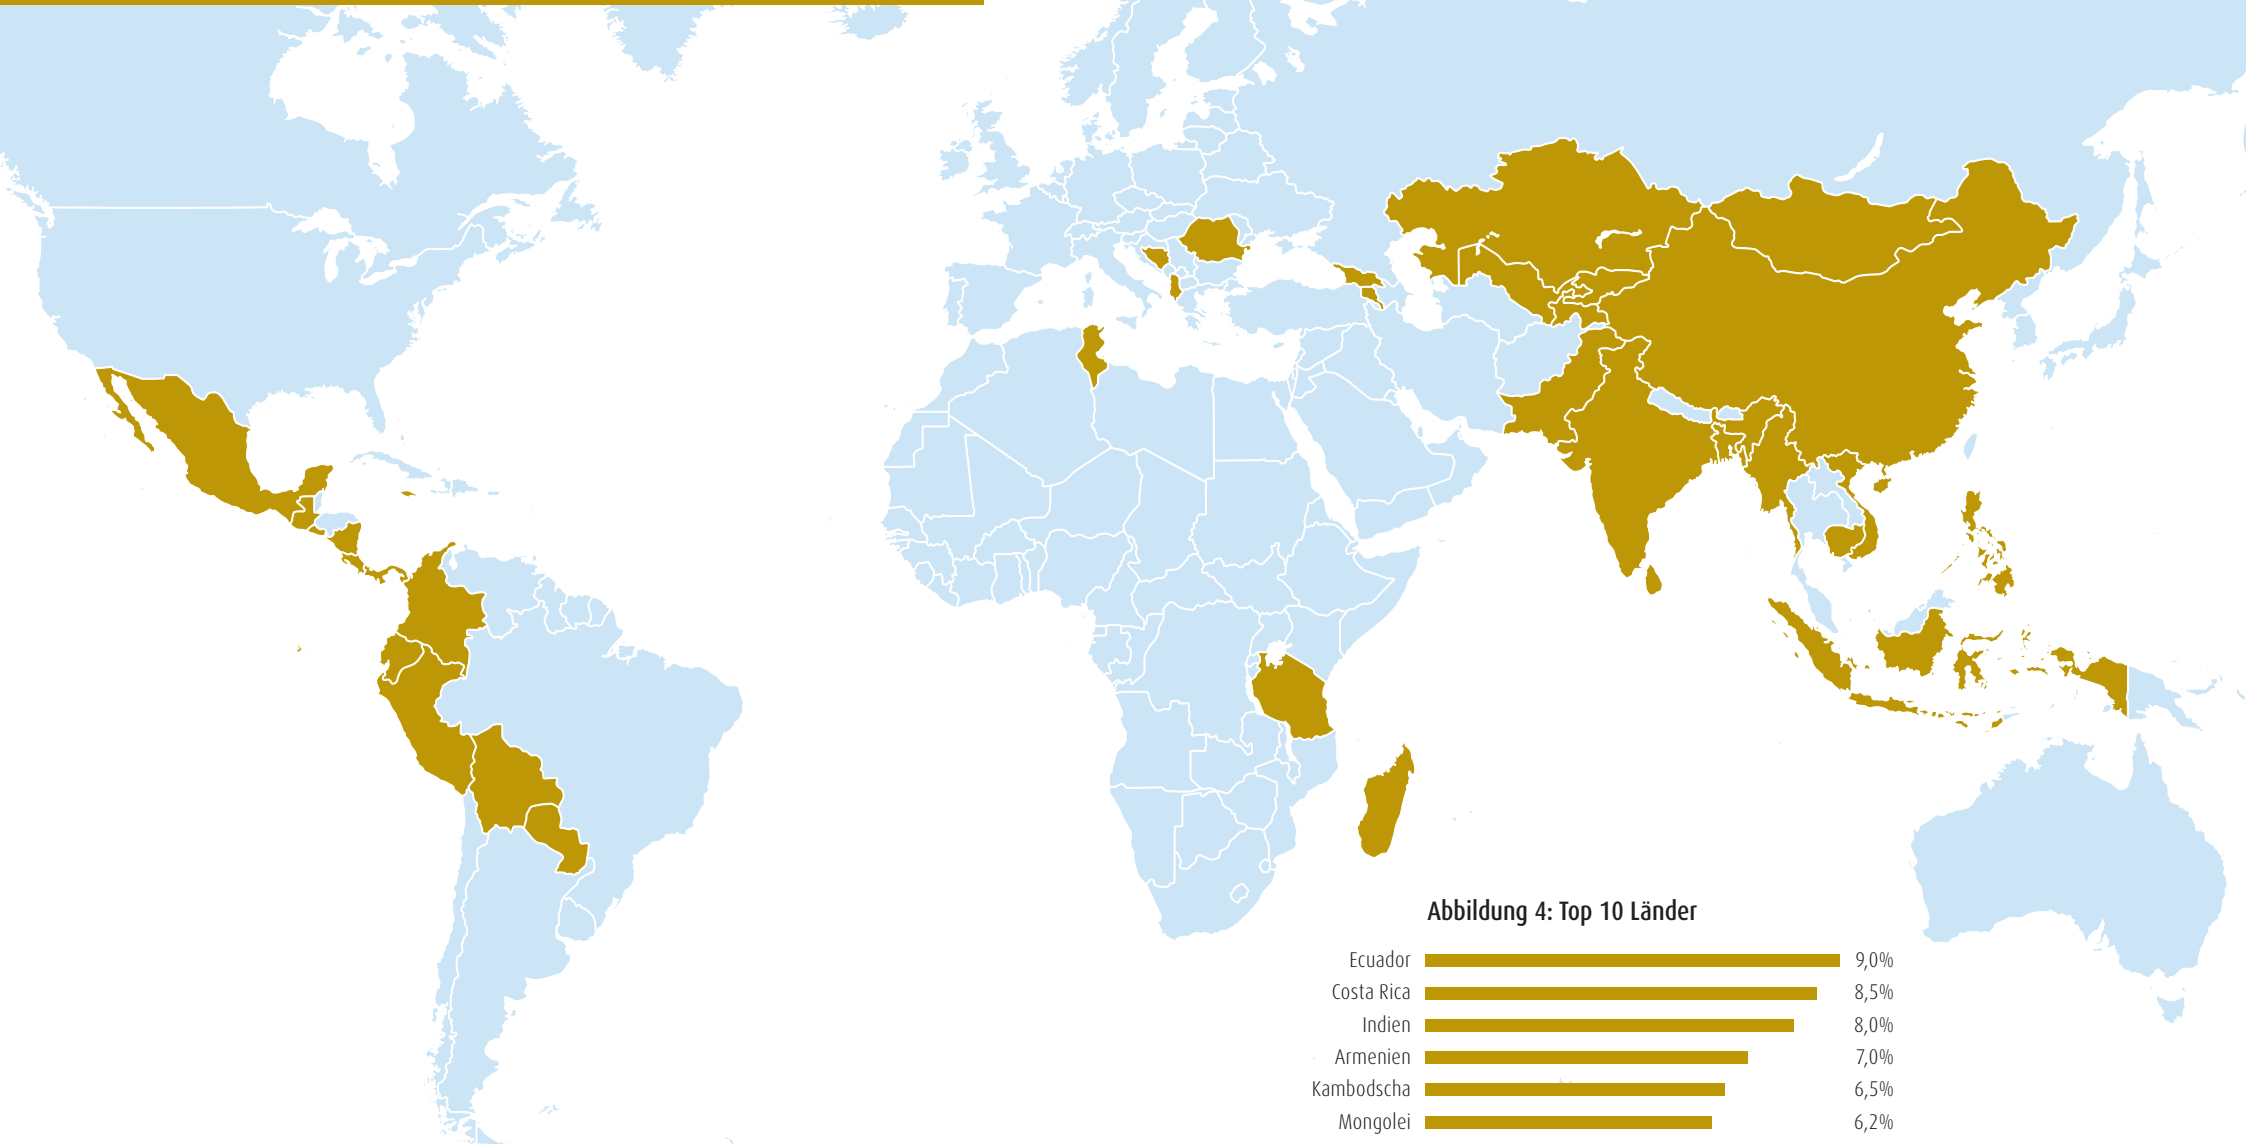 Abbildung 4: Top 10 Länder
Ecuador 9,0%
Costa Rica 8,5%
Indien 8,0%
Armenien 7,0%
Kambodscha 6,5%
Mongolei 6,2%